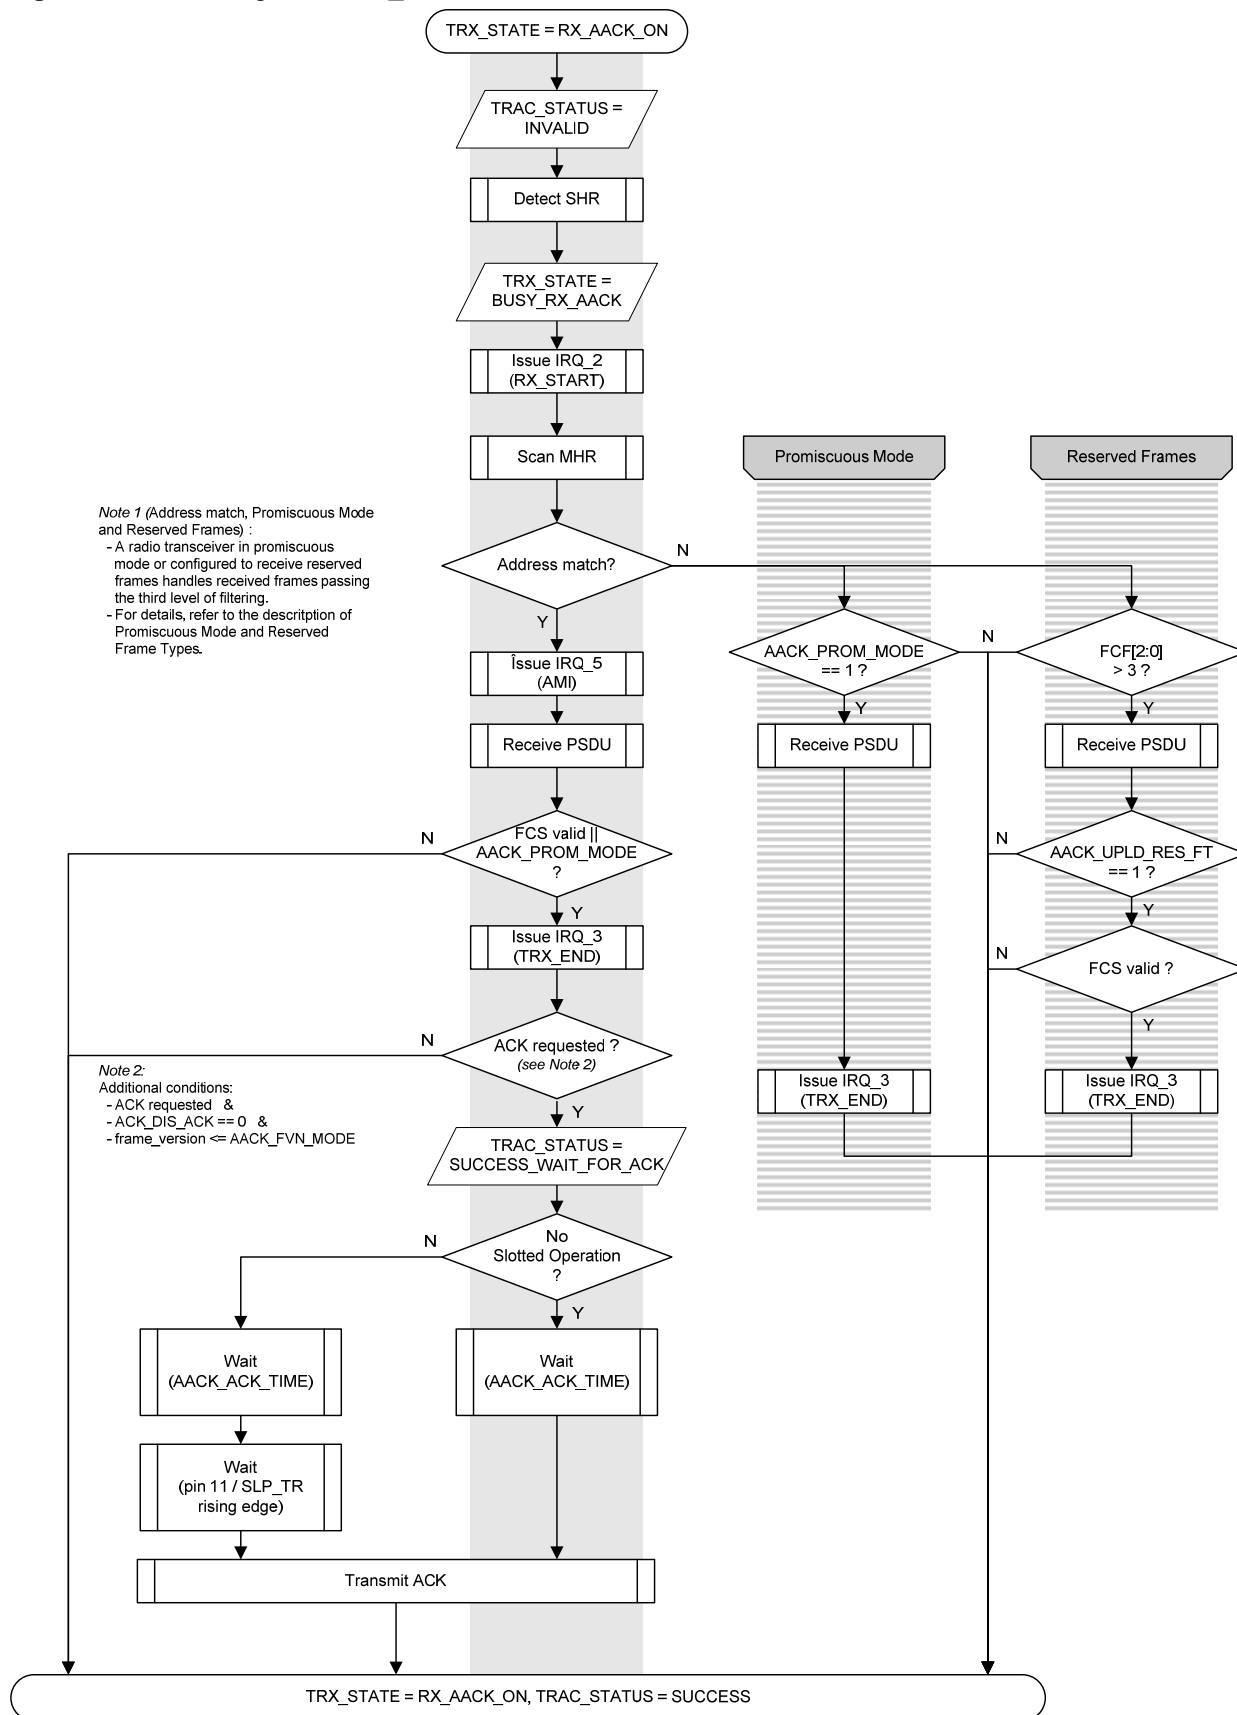 TRX_STATE = RX_AACK_ON
TRAC_STATUS =
INVALID
Detect SHR
TRX_STATE =
BUSY_RX_AACK
Issue IRQ_2
(RX_START)
Scan MHR
Promiscuous Mode
Reserved Frames
Note 1 (Address match, Promiscuous Mode
and Reserved Frames) :
- A radio transceiver in promiscuous
mode or configured to receive reserved
frames handles received frames passing
the third level of filtering.
- For details, refer to the descritption of
Promiscuous Mode and Reserved
Frame Types.
Address match?
N
Y
Îssue IRQ_5
(AMI)
AACK_PROM_MODE
== 1 ?
N
FCF[2:0]
> 3 ?
Y
Y
Receive PSDU
Receive PSDU
Receive PSDU
N
FCS valid ||
AACK_PROM_MODE
?
N
AACK_UPLD_RES_FT
== 1 ?
Y
Y
Issue IRQ_3
(TRX_END)
N
FCS valid ?
Y
N
ACK requested ?
(see Note 2)
Note 2:
Additional conditions:
- ACK requested &
- ACK_DIS_ACK == 0 &
- frame_version <= AACK_FVN_MODE
Issue IRQ_3
(TRX_END)
Issue IRQ_3
(TRX_END)
Y
TRAC_STATUS =
SUCCESS_WAIT_FOR_ACK
N
No
Slotted Operation
?
Y
Wait
(AACK_ACK_TIME)
Wait
(AACK_ACK_TIME)
Wait
(pin 11 / SLP_TR
rising edge)
Transmit ACK
TRX_STATE = RX_AACK_ON, TRAC_STATUS = SUCCESS